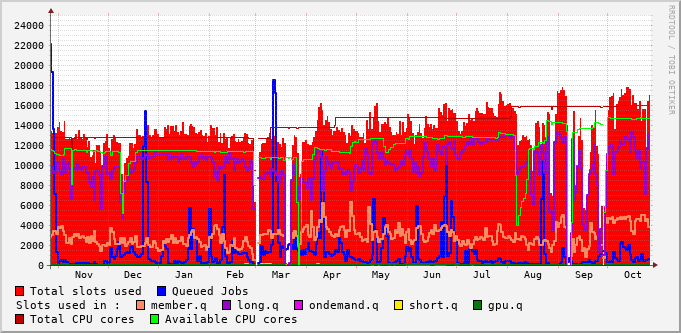 24000
22000
20000
18000
16000
14000
12000
10000
8000
6000
4000
2000
0
Nov Dec Jan Feb Mar Apr May Jun Jul Aug Sep Oct
Total slots used Queued Jobs
Slots used in : member.q long.q ondemand.q short.q gpu.q
Total CPU cores Available CPU cores
RRDTOOL / TOBI OETIKER